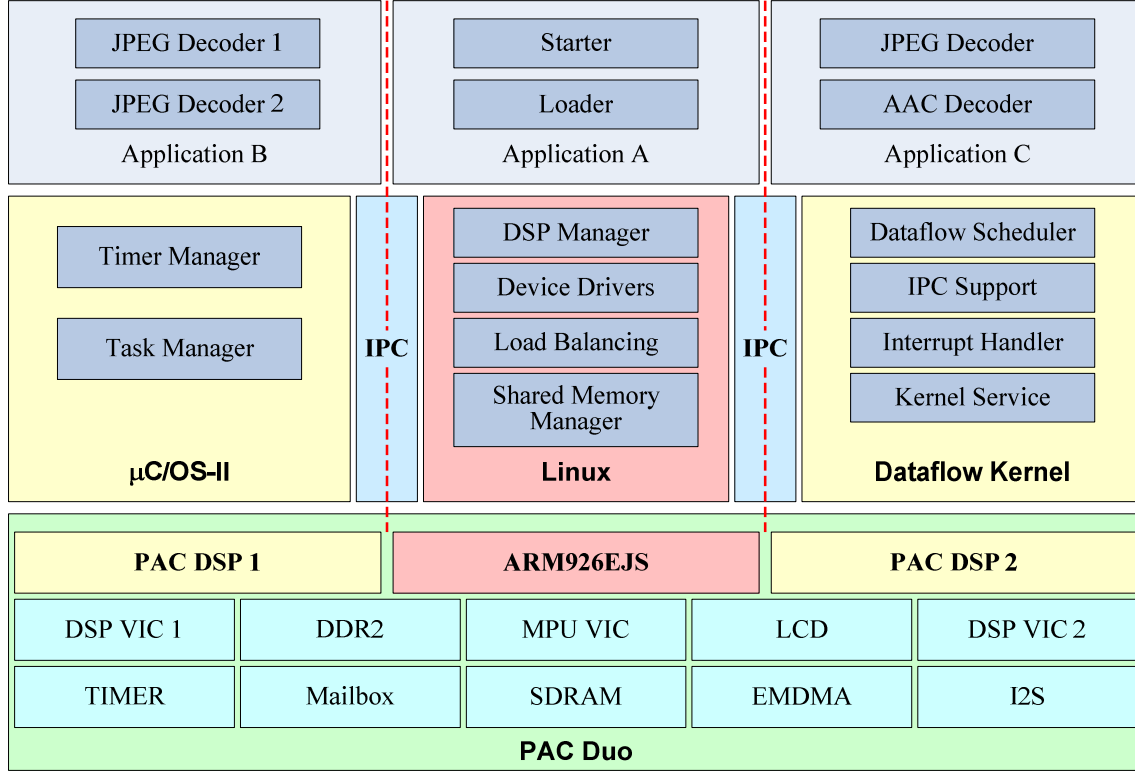 JPEG Decoder 1
JPEG Decoder 2
Application B
Starter
Loader
Application A
JPEG Decoder
AAC Decoder
Application C
Timer Manager
Task Manager
μC/OS-II
IPC
DSP Manager
Device Drivers
Load Balancing
Shared Memory
Manager
Linux
IPC
Dataflow Scheduler
IPC Support
Interrupt Handler
Kernel Service
Dataflow Kernel
PAC DSP 1
ARM926EJS
PAC DSP 2
DSP VIC 1
DDR2
MPU VIC
LCD
DSP VIC 2
TIMER
Mailbox
SDRAM
EMDMA
I2S
PAC Duo